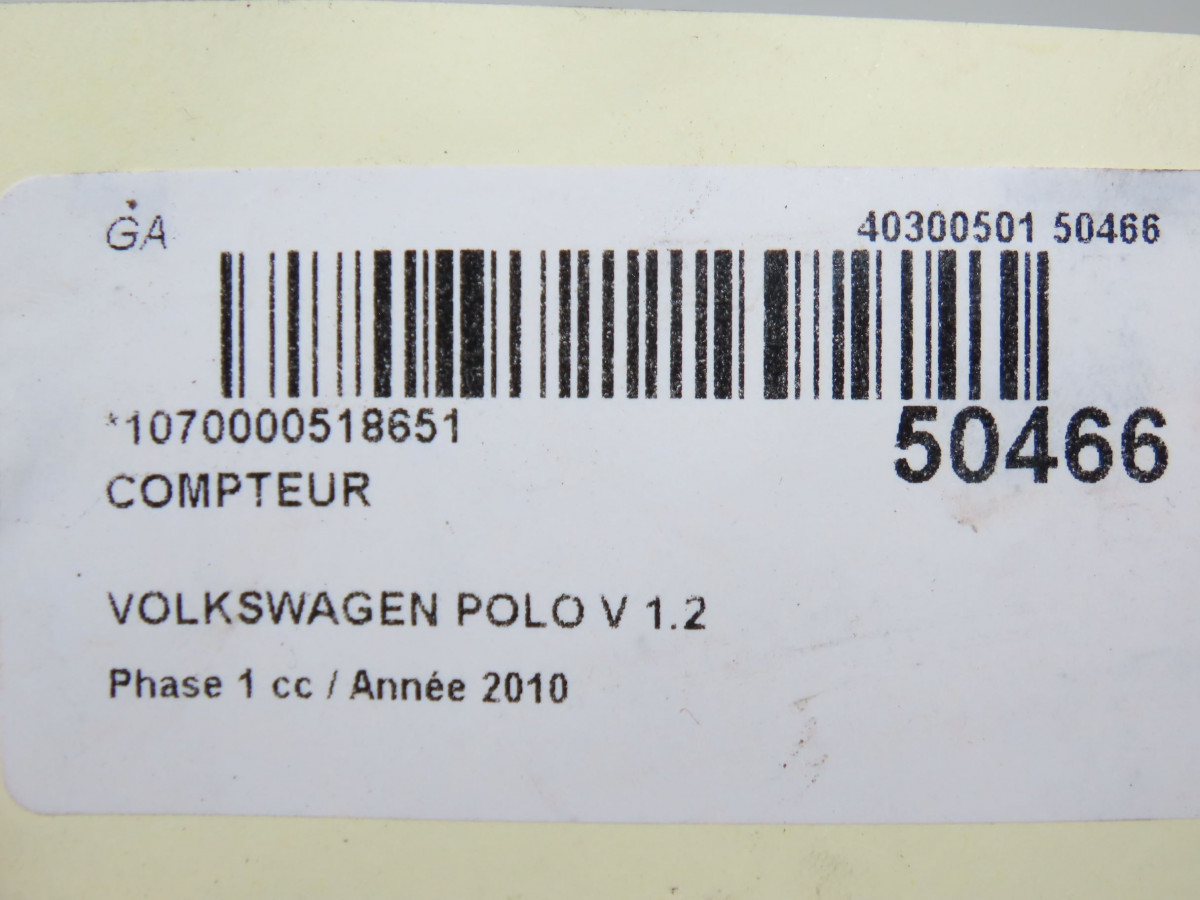 GA
40300501 50466
*1070000518651
50466
COMPTEUR
VOLKSWAGEN POLO V 1.2
Phase 1 cc / Année 2010